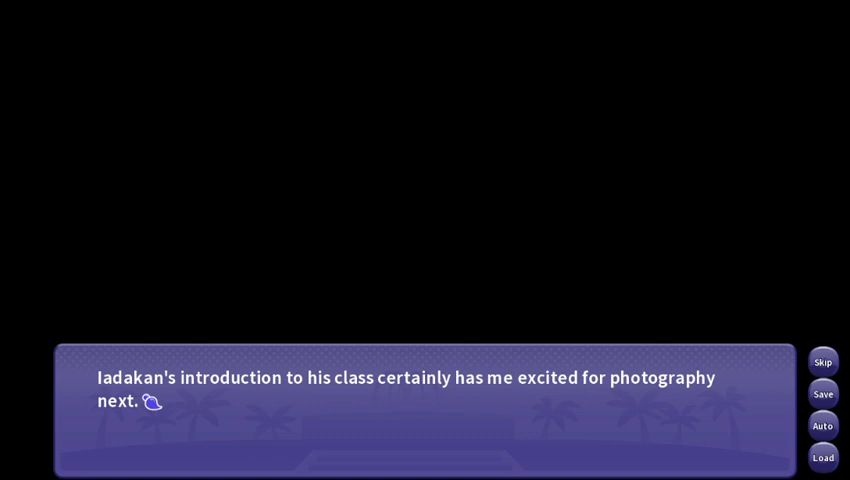 Iadakan's introduction to his class certainly has me excited for photography
next.
Skip
Save
Auto
Load